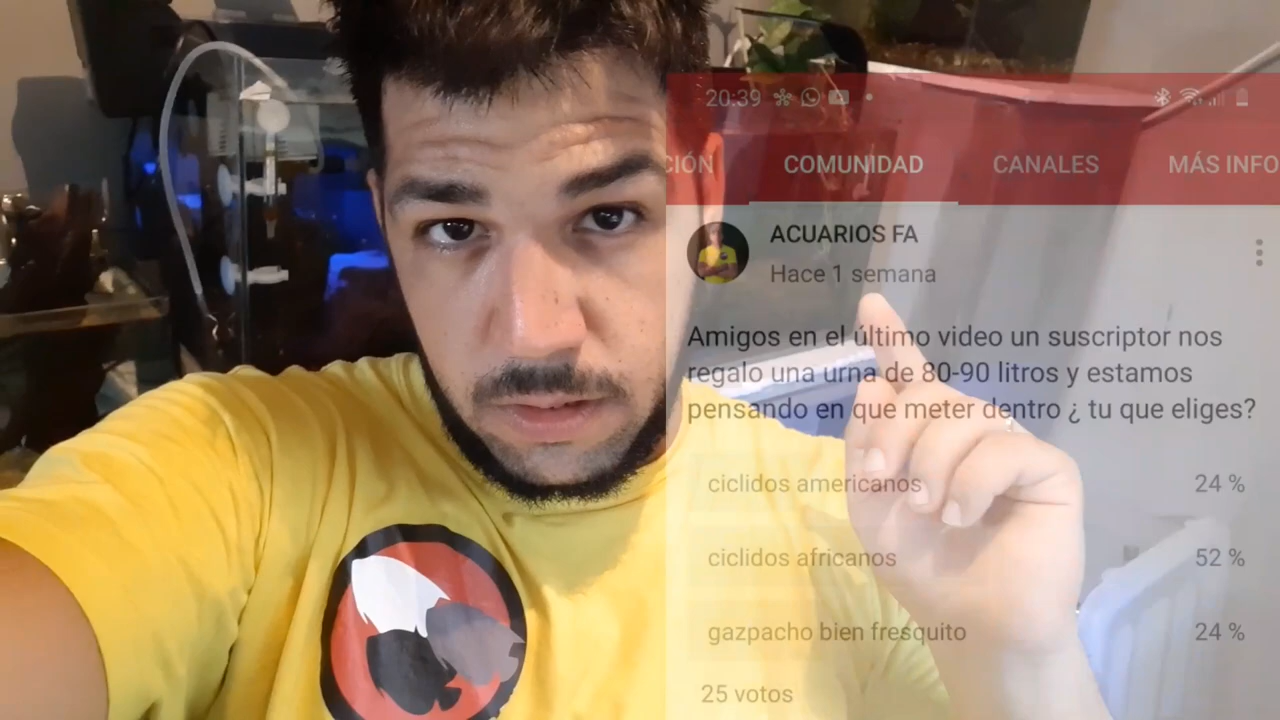 20:39
CIÓN COMUNIDAD CANALES MÁS INFO
ACUARIOS FA
Hace 1 semana
Amigos en el último video un suscriptor nos
regalo una urna de 80-90 litros y estamos
pensando en que meter dentro ¿ tu que eliges?
ciclidos americanos 24 %
ciclidos africanos 52 %
gazpacho bien fresquito 24 %
25 votos